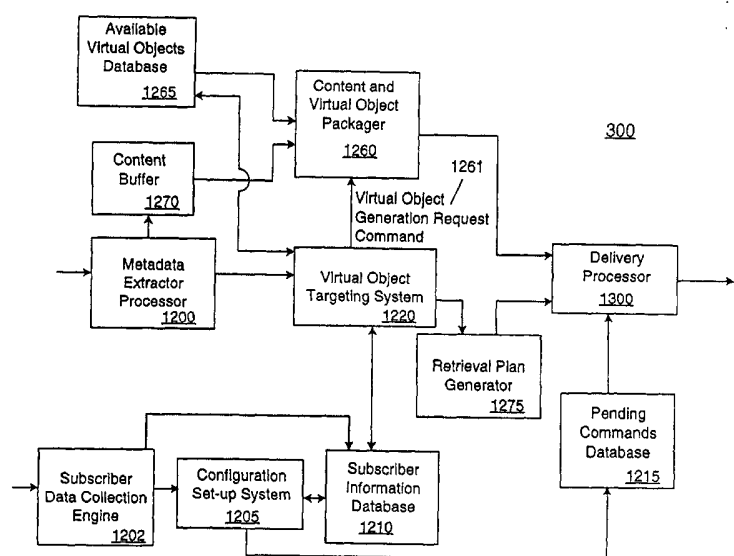 Available
Virtual Objects
Database
1265
Content and
Virtual Object
Packager
1260
300
Content
Buffer
1270
1261
Virtual Object
Generation Request
Command
Metadata
Extractor
Processor
1200
Virtual Object
Targeting System
1220
Delivery
Processor
1300
Retrieval Plan
Generator
1275
Pending
Commands
Database
1215
Subscriber
Data Collection
Engine
1202
Configuration
Set-up System
1205
Subscriber
Information
Database
1210